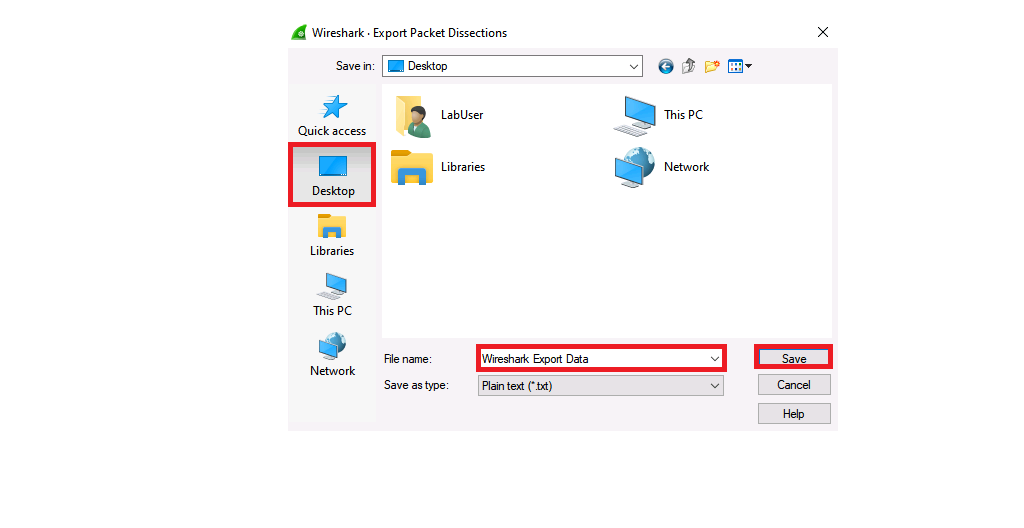 Wireshark · Export Packet Dissections
Save in:
Desktop
Quick access
Desktop
Libraries
This PC
Network
LabUser
This PC
Libraries
Network
File name:
Wireshark Export Data
Save
Save as type:
Plain text (*.txt)
Cancel
Help